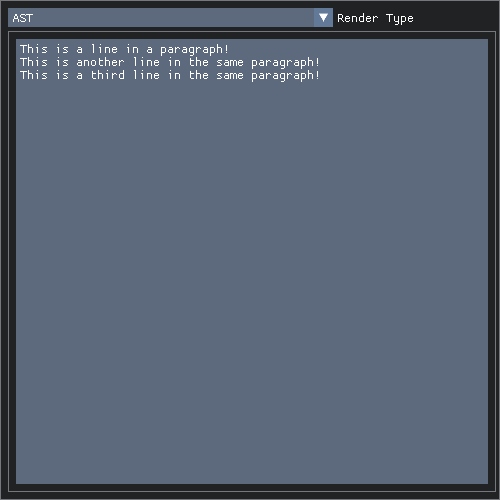 AST
Render Type
This is a line in a paragraph!
This is another line in the same paragraph!
This is a third line in the same paragraph!